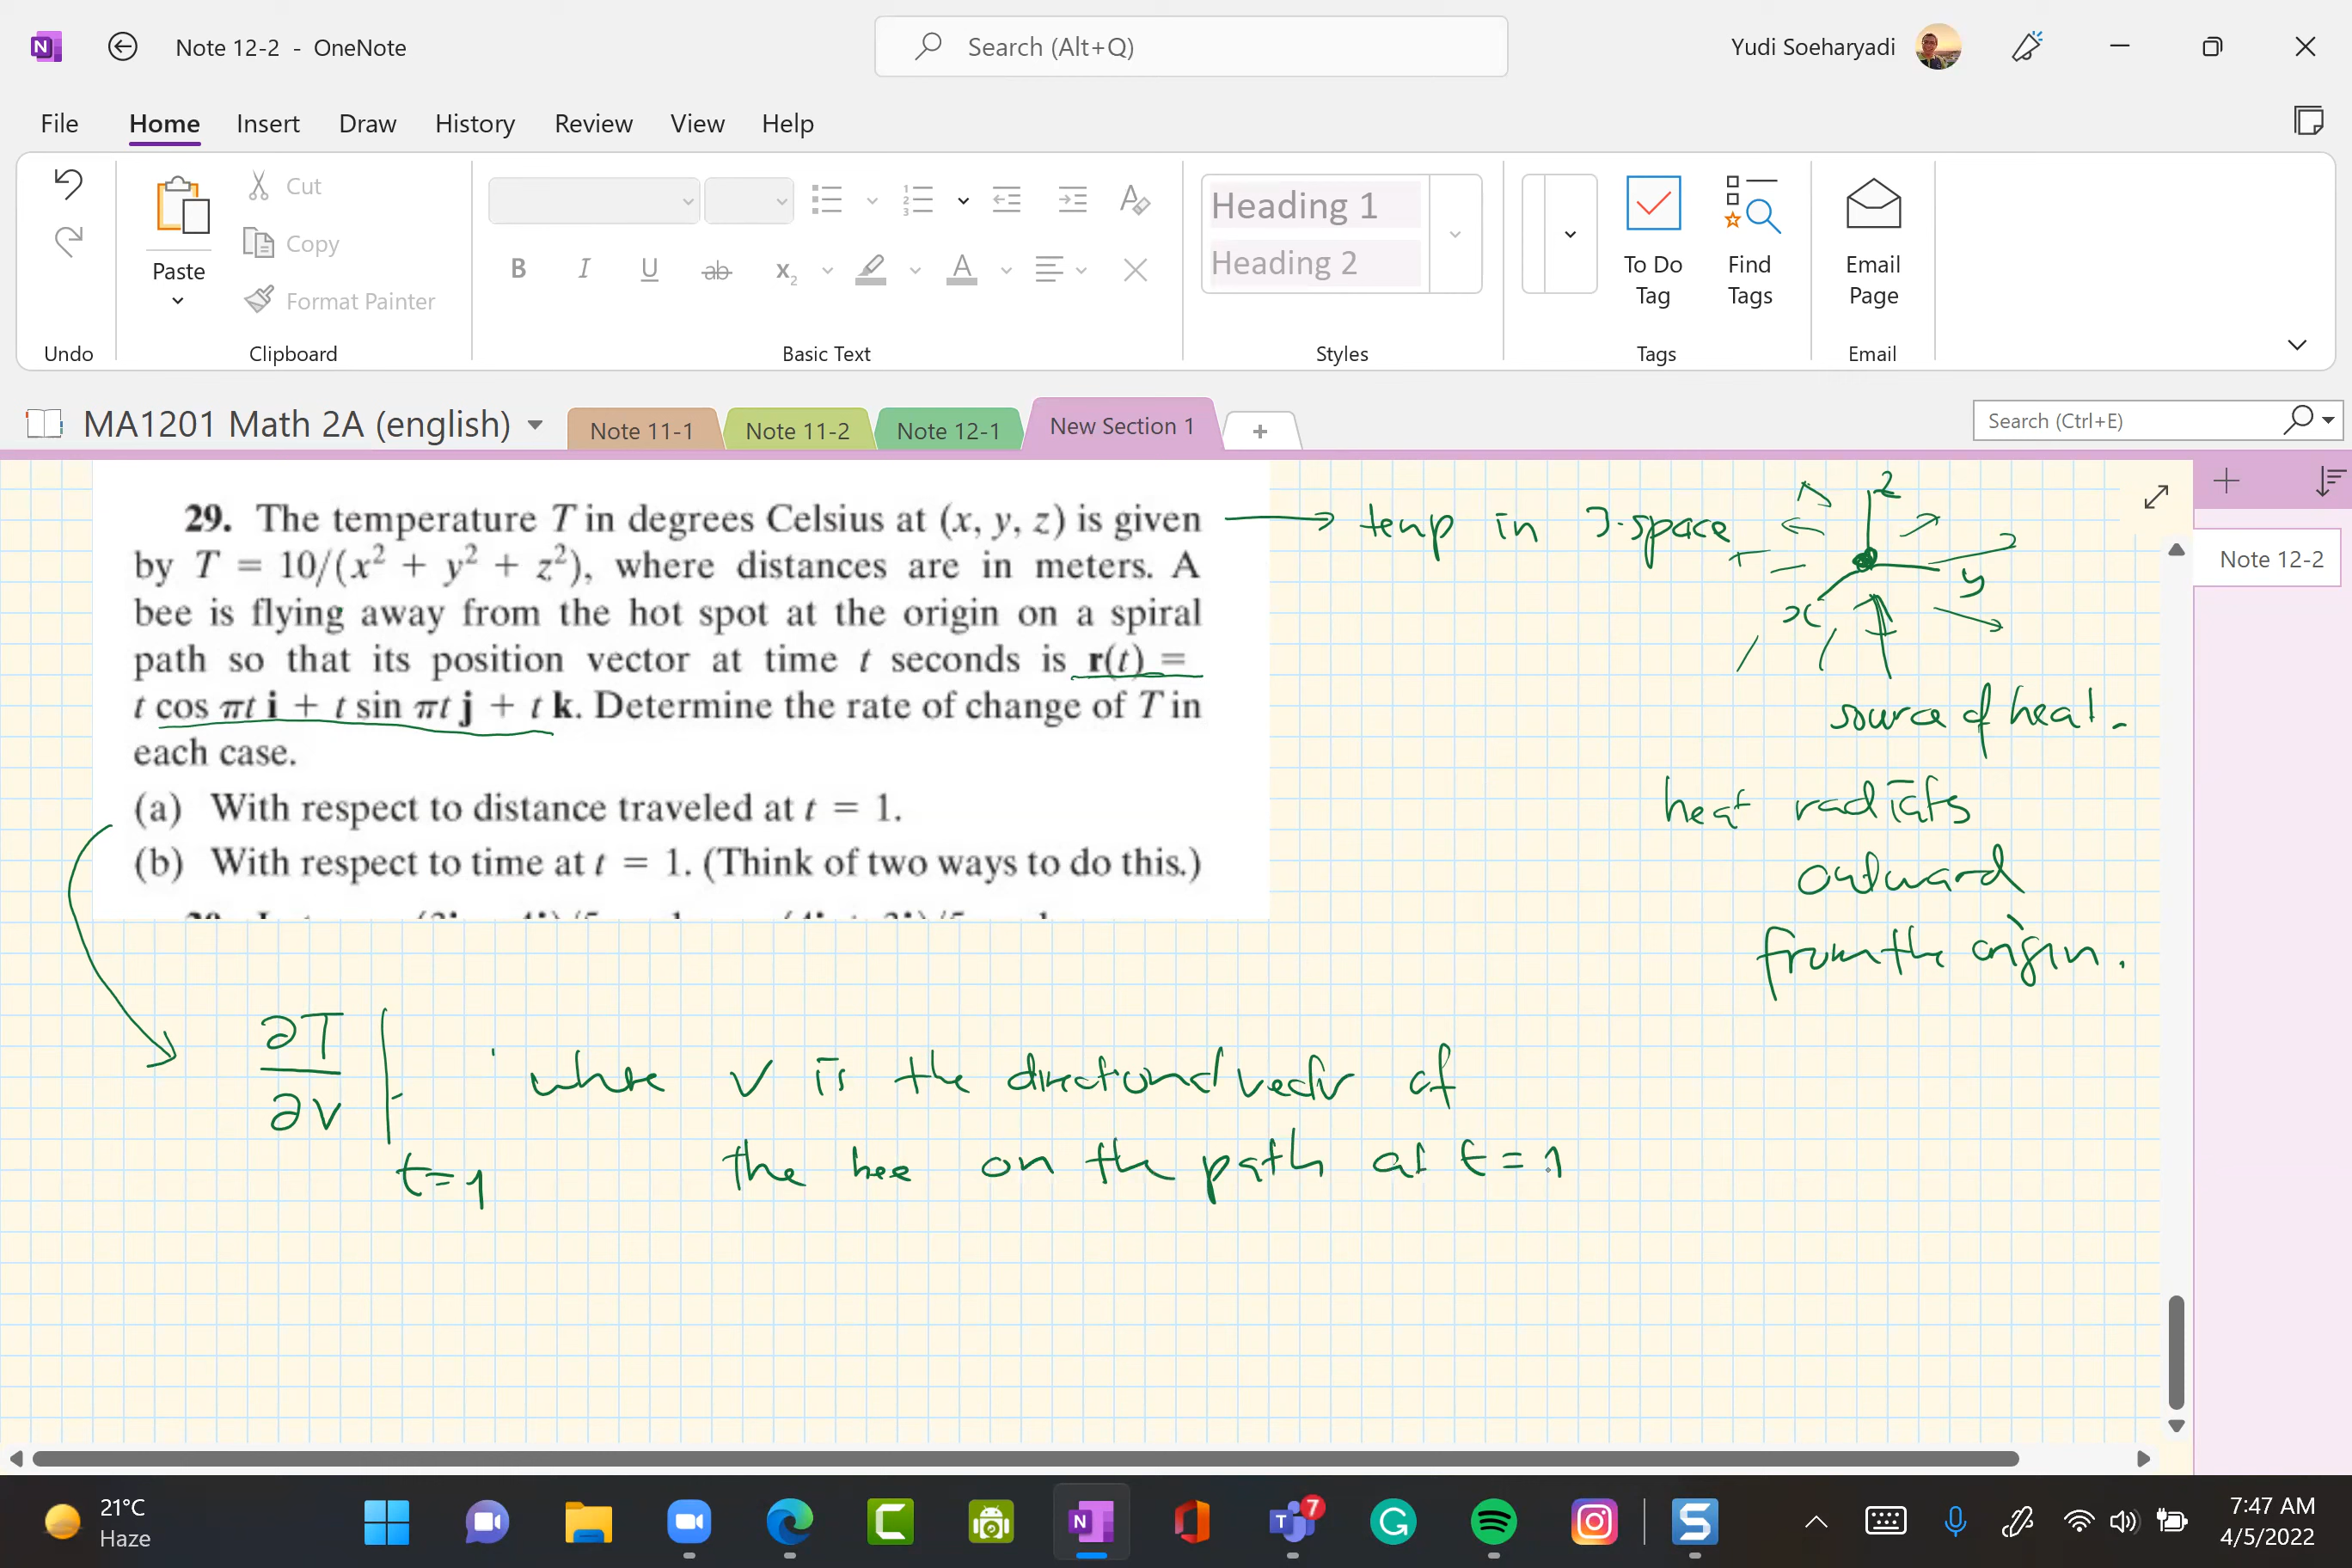 Note 12-2 - OneNote
Search (Alt+Q)
Yudi Soeharyadi
File Home Insert Draw History Review View Help
Undo
Paste
Cut
Copy
Format Painter
Clipboard
Basic Text
Heading 1
Heading 2
Styles
To Do Tag
Find Tags
Tags
Email Page
Email
MA1201 Math 2A (english)
Note 11-1
Note 11-2
Note 12-1
New Section 1
Search (Ctrl+E)
Note 12-2
29. The temperature T in degrees Celsius at (x, y, z) is given
by T = 10/(x² + y² + z²), where distances are in meters. A
bee is flying away from the hot spot at the origin on a spiral
path so that its position vector at time t seconds is r(t) =
t cos πt i + t sin πt j + t k. Determine the rate of change of T in
each case.
(a) With respect to distance traveled at t = 1.
(b) With respect to time at t = 1. (Think of two ways to do this.)
temp in 3-space
z
y
x
source of heat.
heat radiats
outward
from the origin.
∂T
∂v
t=1
where v is the directional vector of
the bee on the path at t = 1
21°C
Haze
7
7:47 AM
4/5/2022